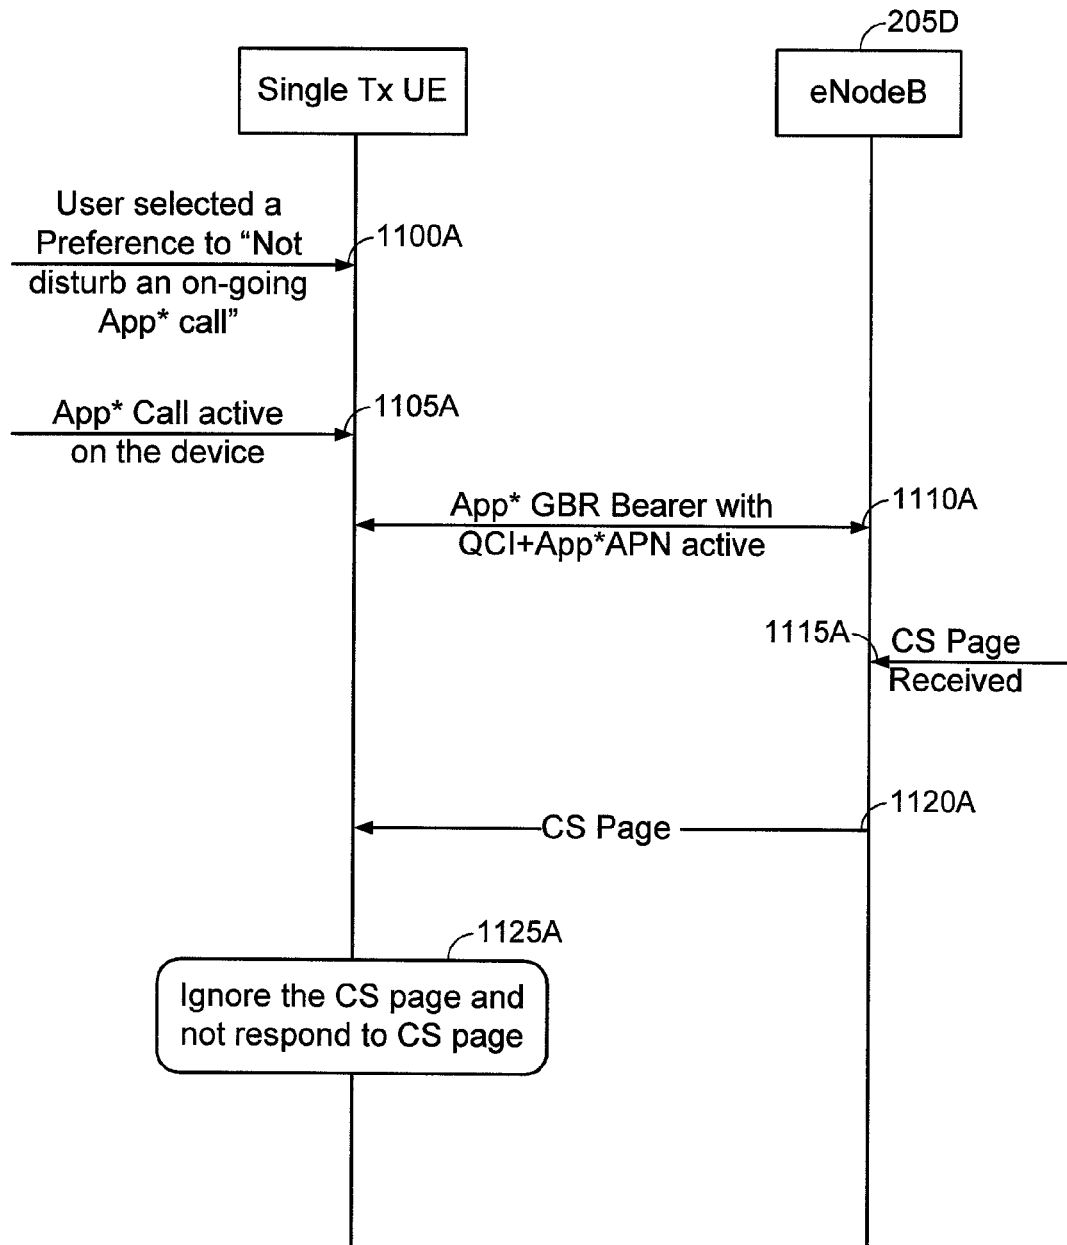 205D
Single Tx UE
eNodeB
User selected a
Preference to “Not
disturb an on-going
App* call”
1100A
App* Call active
on the device
1105A
App* GBR Bearer with
QCI+App*APN active
1110A
1115A
CS Page
Received
1120A
CS Page
1125A
Ignore the CS page and
not respond to CS page